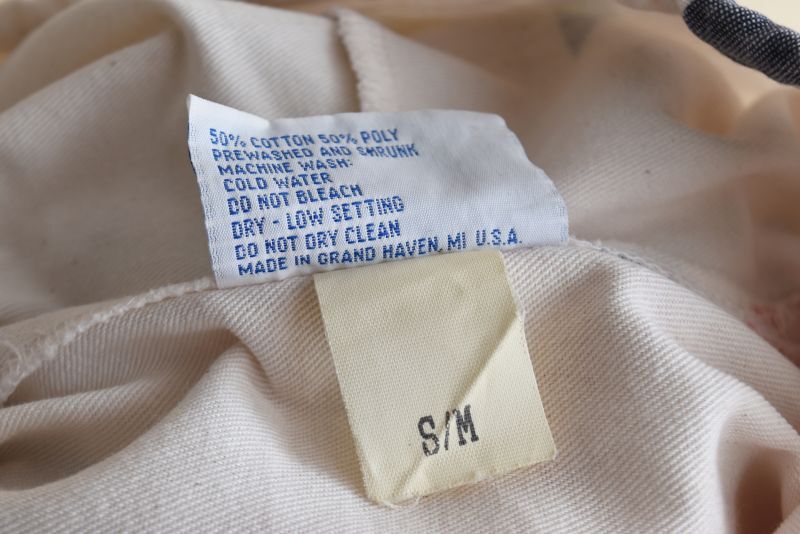 50% COTTON 50% POLY
PREWASHED AND SHRUNK
MACHINE WASH:
COLD WATER
DO NOT BLEACH
DRY - LOW SETTING
DO NOT DRY CLEAN
MADE IN GRAND HAVEN, MI U.S.A.
S/M